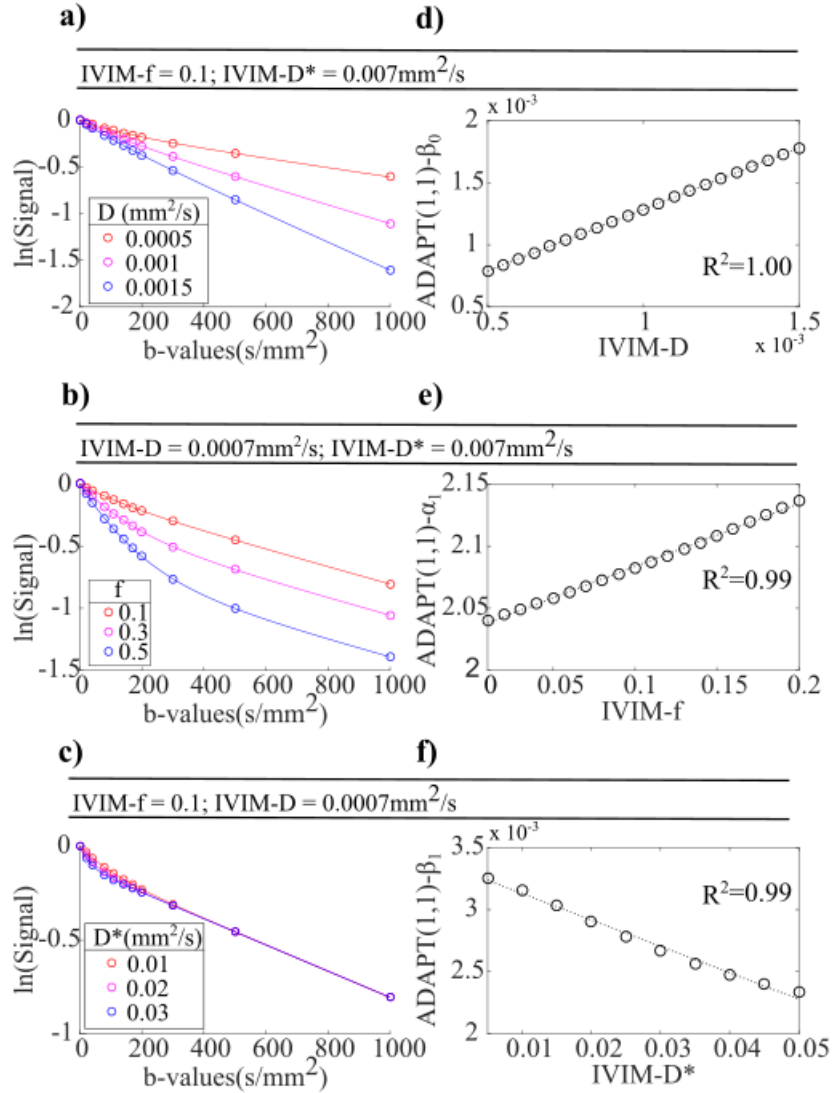 a)
IVIM-f = 0.1; IVIM-D* = 0.007mm²/s
0
-0.5
-1
-1.5
-2
ln(Signal)
D (mm²/s)
0.0005
0.001
0.0015
0 200 400 600 800 1000
b-values(s/mm²)
d)
x 10⁻³
2
1.5
1
0.5
ADAPT(1,1)-β₀
R²=1.00
0.5 1 1.5
x 10⁻³
IVIM-D
b)
IVIM-D = 0.0007mm²/s; IVIM-D* = 0.007mm²/s
0
-0.5
-1
-1.5
ln(Signal)
f
0.1
0.3
0.5
0 200 400 600 800 1000
b-values(s/mm²)
e)
2.15
2.1
2.05
2
ADAPT(1,1)-α₁
R²=0.99
0 0.05 0.1 0.15 0.2
IVIM-f
c)
IVIM-f = 0.1; IVIM-D = 0.0007mm²/s
0
-0.5
-1
ln(Signal)
D*(mm²/s)
0.01
0.02
0.03
0 200 400 600 800 1000
b-values(s/mm²)
f)
x 10⁻³
3.5
3
2.5
2
ADAPT(1,1)-β₁
R²=0.99
0.01 0.02 0.03 0.04 0.05
IVIM-D*